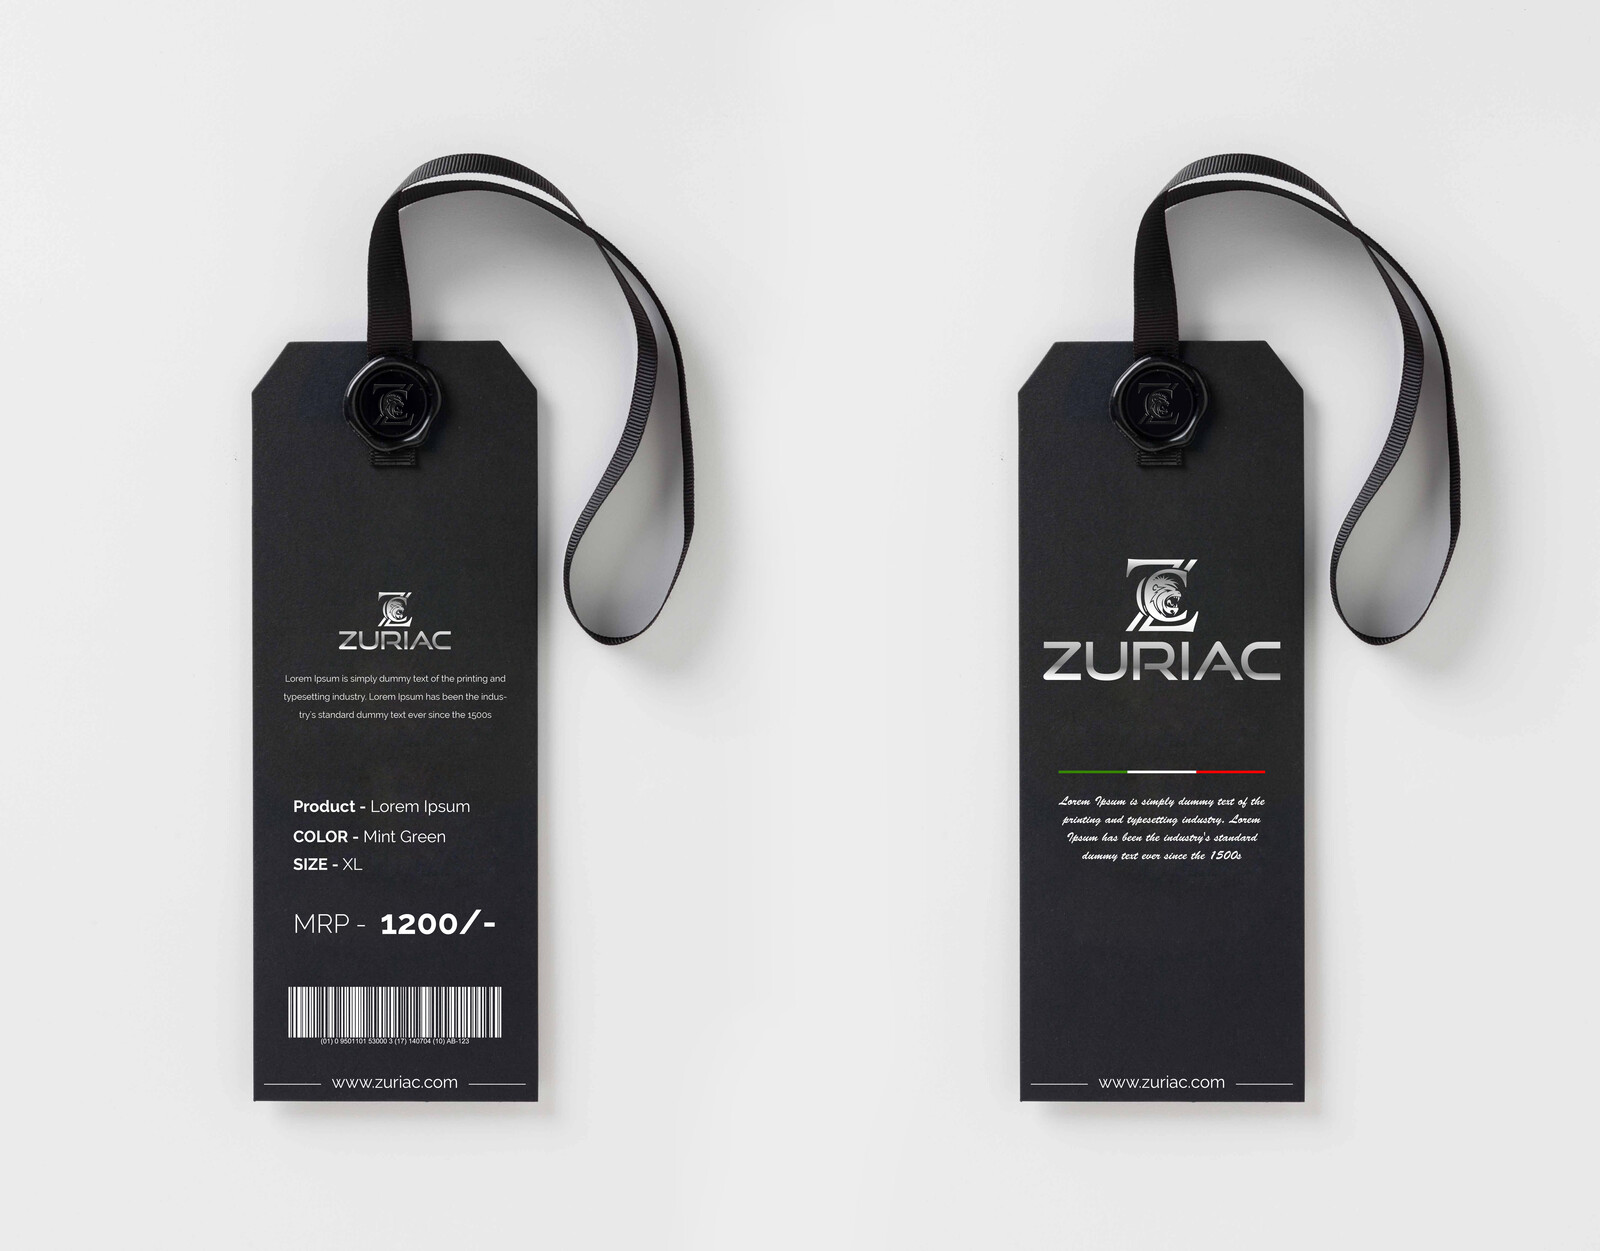 ZURIAC
Lorem Ipsum is simply dummy text of the printing and
typesetting industry. Lorem Ipsum has been the indus-
try's standard dummy text ever since the 1500s
Product - Lorem Ipsum
COLOR - Mint Green
SIZE - XL
MRP - 1200/-
(01) 0 9501101 53000 3 (17) 140704 (10) AB-123
www.zuriac.com
ZURIAC
Lorem Ipsum is simply dummy text of the
printing and typesetting industry. Lorem
Ipsum has been the industry's standard
dummy text ever since the 1500s
www.zuriac.com